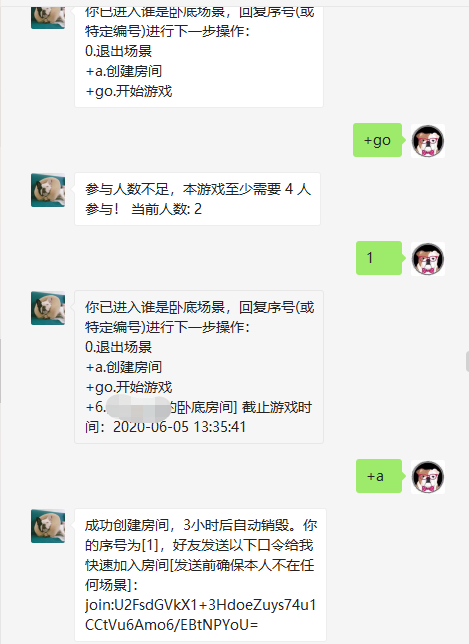 你已进入谁是卧底场景，回复序号(或
特定编号)进行下一步操作：
0.退出场景
+a.创建房间
+go.开始游戏
+go
参与人数不足，本游戏至少需要 4 人
参与！ 当前人数: 2
1
你已进入谁是卧底场景，回复序号(或
特定编号)进行下一步操作：
0.退出场景
+a.创建房间
+go.开始游戏
+6. 的卧底房间] 截止游戏时
间：2020-06-05 13:35:41
+a
成功创建房间，3小时后自动销毁。你
的序号为[1]，好友发送以下口令给我
快速加入房间[发送前确保本人不在任
何场景]：
join:U2FsdGVkX1+3HdoeZuys74u1
CCtVu6Amo6/EBtNPYoU=